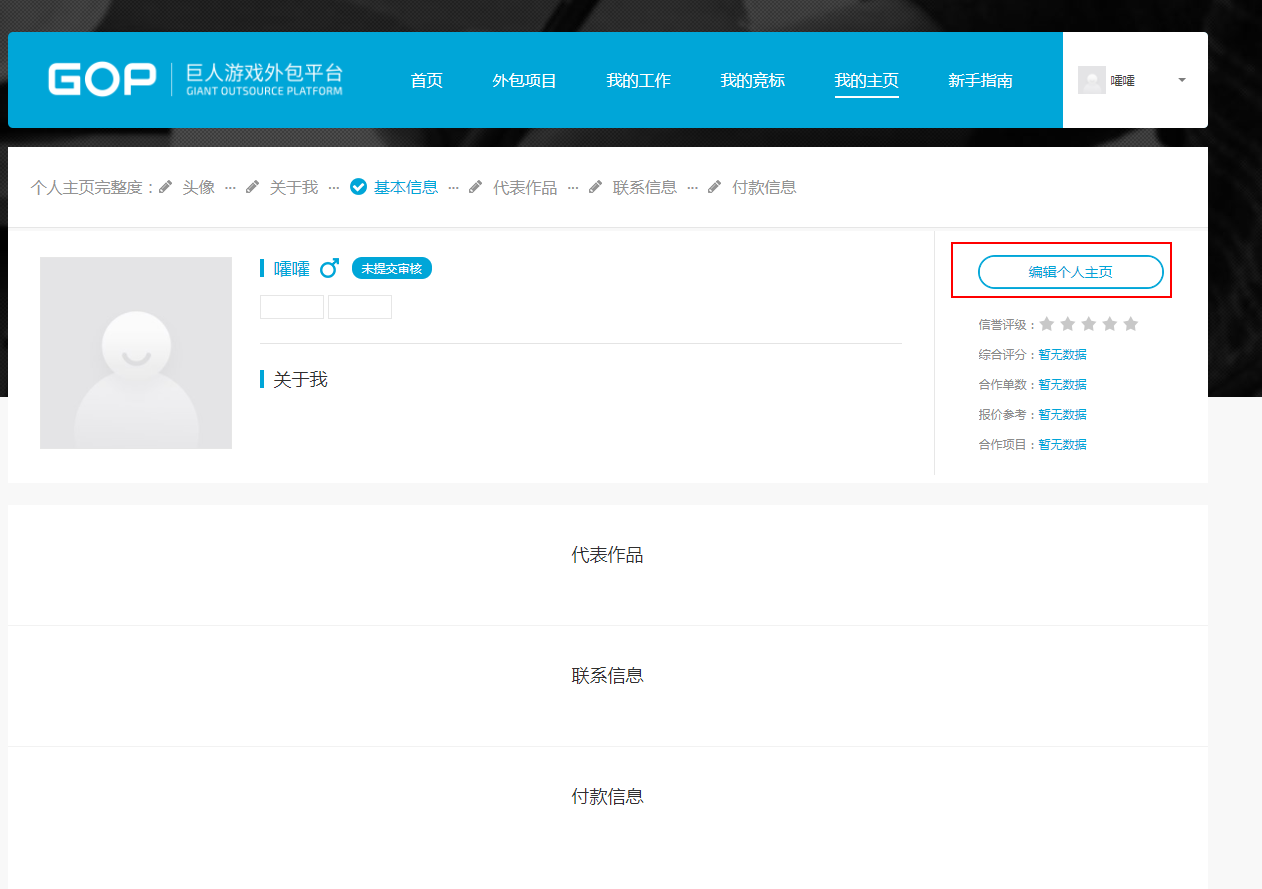 GOP 巨人游戏外包平台
GIANT OUTSOURCE PLATFORM
首页 外包项目 我的工作 我的竞标 我的主页 新手指南
嚯嚯
个人主页完整度： 头像 ··· 关于我 ··· 基本信息 ··· 代表作品 ··· 联系信息 ··· 付款信息
嚯嚯 未提交审核
关于我
编辑个人主页
信誉评级：
综合评分：暂无数据
合作单数：暂无数据
报价参考：暂无数据
合作项目：暂无数据
代表作品
联系信息
付款信息